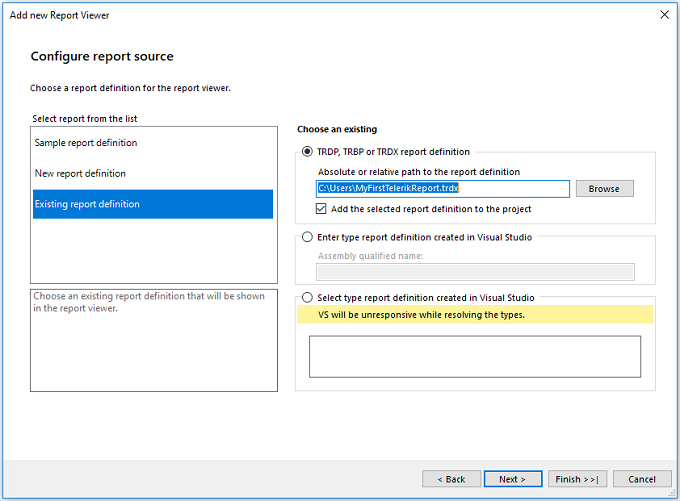 Add new Report Viewer
Configure report source
Choose a report definition for the report viewer.
Select report from the list
Sample report definition
New report definition
Existing report definition
Choose an existing report definition that will be shown
in the report viewer.
Choose an existing
TRDP, TRBP or TRDX report definition
Absolute or relative path to the report definition
C:\Users\MyFirstTelerikReport.trdx
Browse
Add the selected report definition to the project
Enter type report definition created in Visual Studio
Assembly qualified name:
Select type report definition created in Visual Studio
VS will be unresponsive while resolving the types.
< Back
Next >
Finish >>|
Cancel